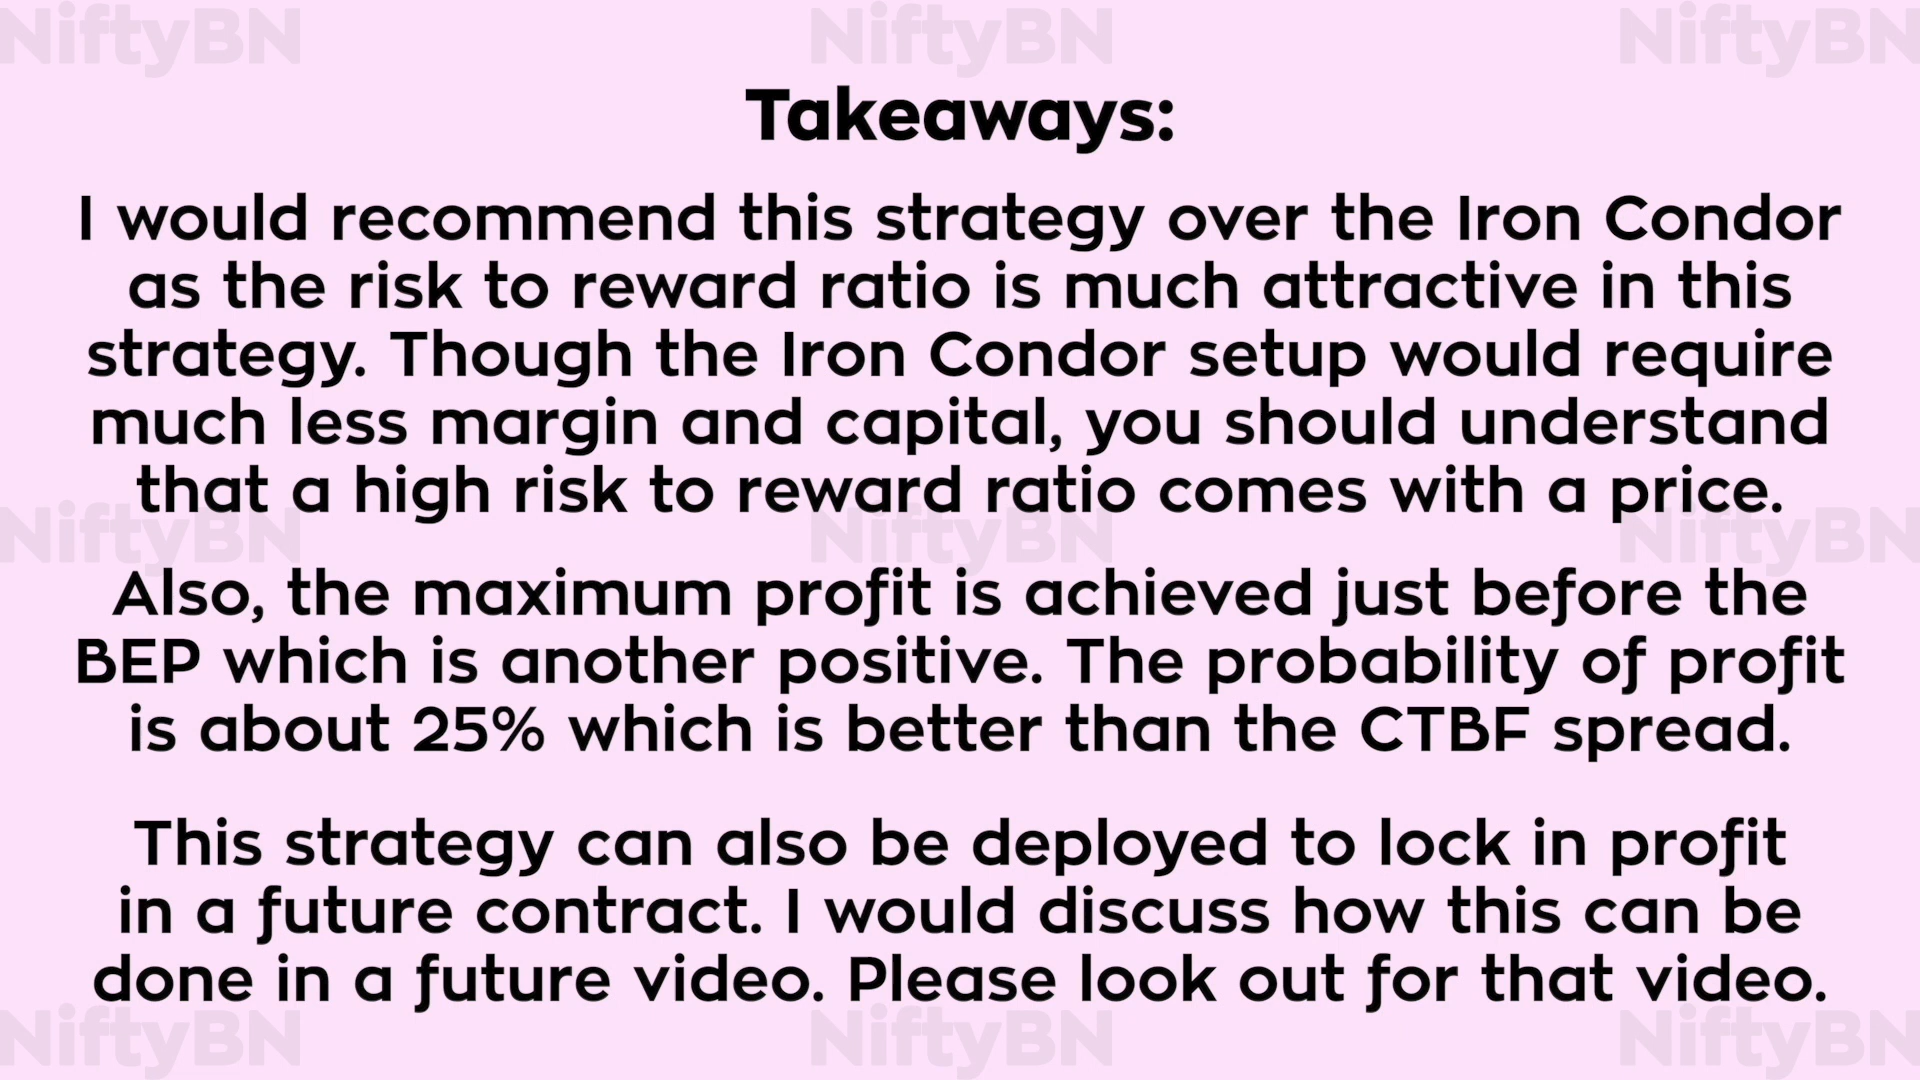 NiftyBN NiftyBN NiftyBN
Takeaways:
I would recommend this strategy over the Iron Condor
as the risk to reward ratio is much attractive in this
strategy. Though the Iron Condor setup would require
much less margin and capital, you should understand
that a high risk to reward ratio comes with a price.
NiftyBN NiftyBN NiftyBN
Also, the maximum profit is achieved just before the
BEP which is another positive. The probability of profit
is about 25% which is better than the CTBF spread.
This strategy can also be deployed to lock in profit
in a future contract. I would discuss how this can be
done in a future video. Please look out for that video.
NiftyBN NiftyBN NiftyBN